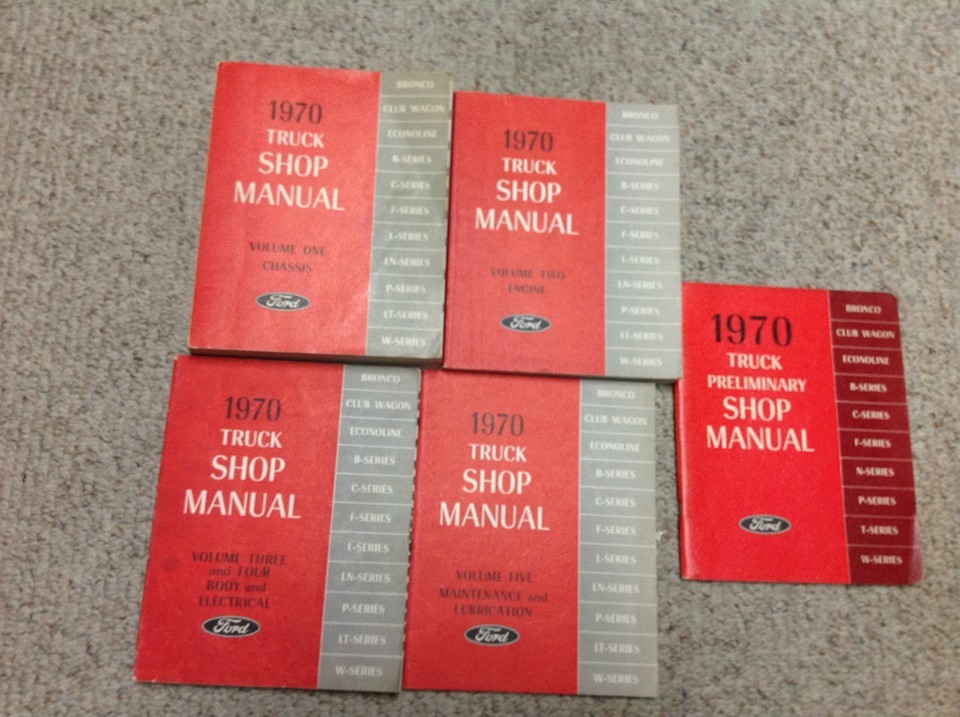 1970
TRUCK
SHOP
MANUAL
VOLUME ONE
CHASSIS
Ford
BRONCO
CLUB WAGON
ECONOLINE
B-SERIES
C-SERIES
F-SERIES
L-SERIES
LN-SERIES
P-SERIES
LT-SERIES
W-SERIES
1970
TRUCK
SHOP
MANUAL
VOLUME TWO
ENGINE
Ford
BRONCO
CLUB WAGON
ECONOLINE
B-SERIES
C-SERIES
F-SERIES
L-SERIES
LN-SERIES
P-SERIES
LT-SERIES
W-SERIES
1970
TRUCK
PRELIMINARY
SHOP
MANUAL
Ford
BRONCO
CLUB WAGON
ECONOLINE
B-SERIES
C-SERIES
F-SERIES
N-SERIES
P-SERIES
T-SERIES
W-SERIES
1970
TRUCK
SHOP
MANUAL
VOLUME THREE
and FOUR
BODY and
ELECTRICAL
Ford
BRONCO
CLUB WAGON
ECONOLINE
B-SERIES
C-SERIES
F-SERIES
L-SERIES
LN-SERIES
P-SERIES
LT-SERIES
W-SERIES
1970
TRUCK
SHOP
MANUAL
VOLUME FIVE
MAINTENANCE and
LUBRICATION
Ford
BRONCO
CLUB WAGON
ECONOLINE
B-SERIES
C-SERIES
F-SERIES
L-SERIES
LN-SERIES
P-SERIES
LT-SERIES
W-SERIES